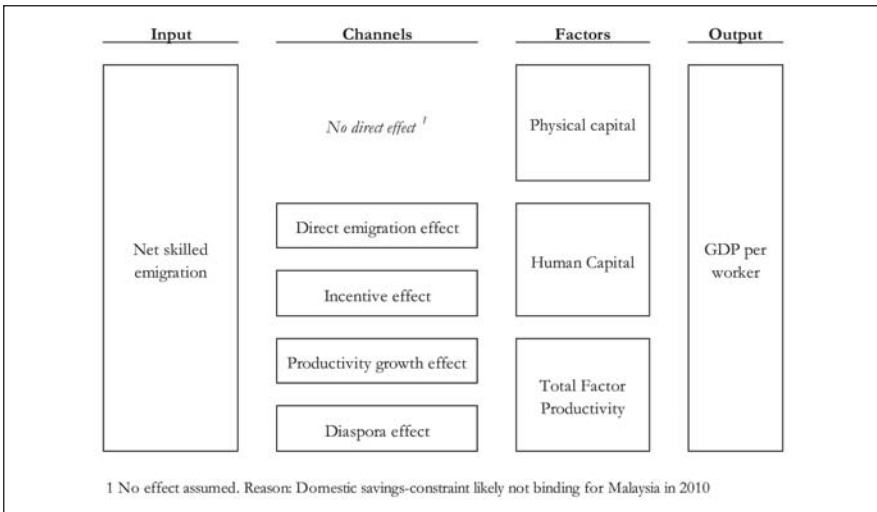 Input
Channels
Factors
Output
No direct effect 1
Physical capital
Net skilled
emigration
Direct emigration effect
Incentive effect
Human Capital
GDP per
worker
Productivity growth effect
Diaspora effect
Total Factor
Productivity
1 No effect assumed. Reason: Domestic savings-constraint likely not binding for Malaysia in 2010